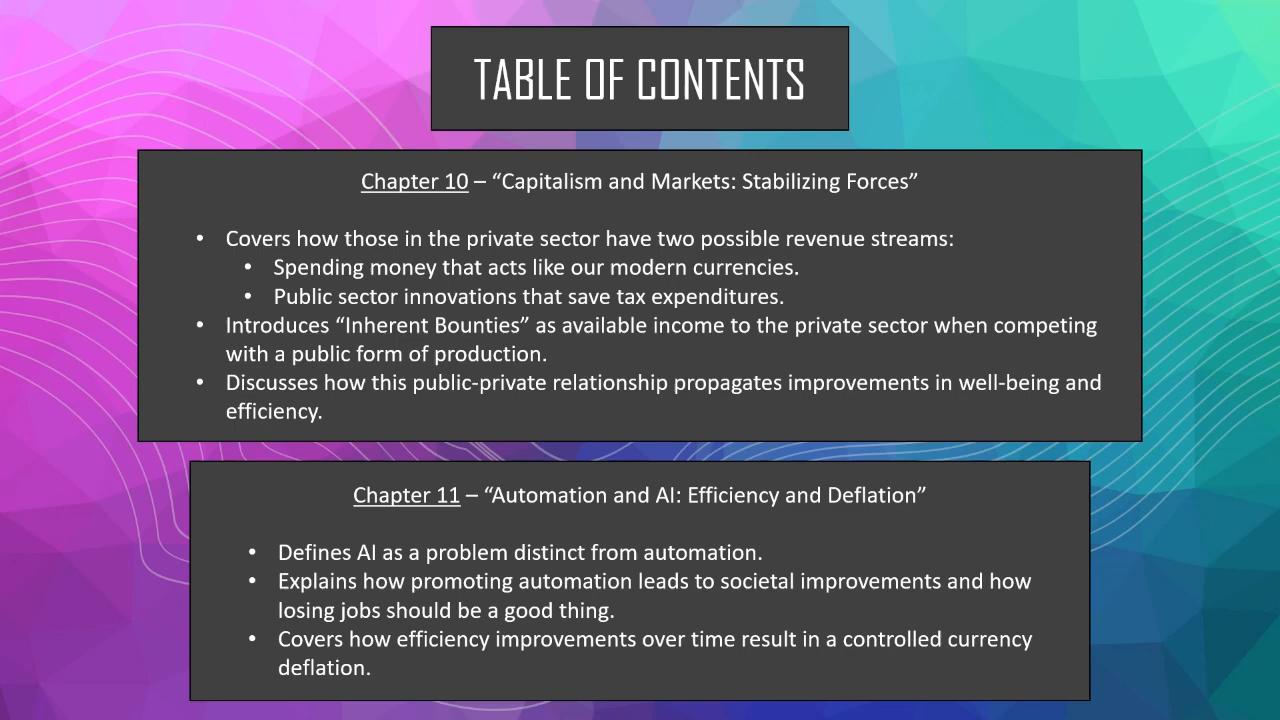 TABLE OF CONTENTS
Chapter 10 – “Capitalism and Markets: Stabilizing Forces”
• Covers how those in the private sector have two possible revenue streams:
• Spending money that acts like our modern currencies.
• Public sector innovations that save tax expenditures.
• Introduces “Inherent Bounties” as available income to the private sector when competing
with a public form of production.
• Discusses how this public-private relationship propagates improvements in well-being and
efficiency.
Chapter 11 – “Automation and AI: Efficiency and Deflation”
• Defines AI as a problem distinct from automation.
• Explains how promoting automation leads to societal improvements and how
losing jobs should be a good thing.
• Covers how efficiency improvements over time result in a controlled currency
deflation.